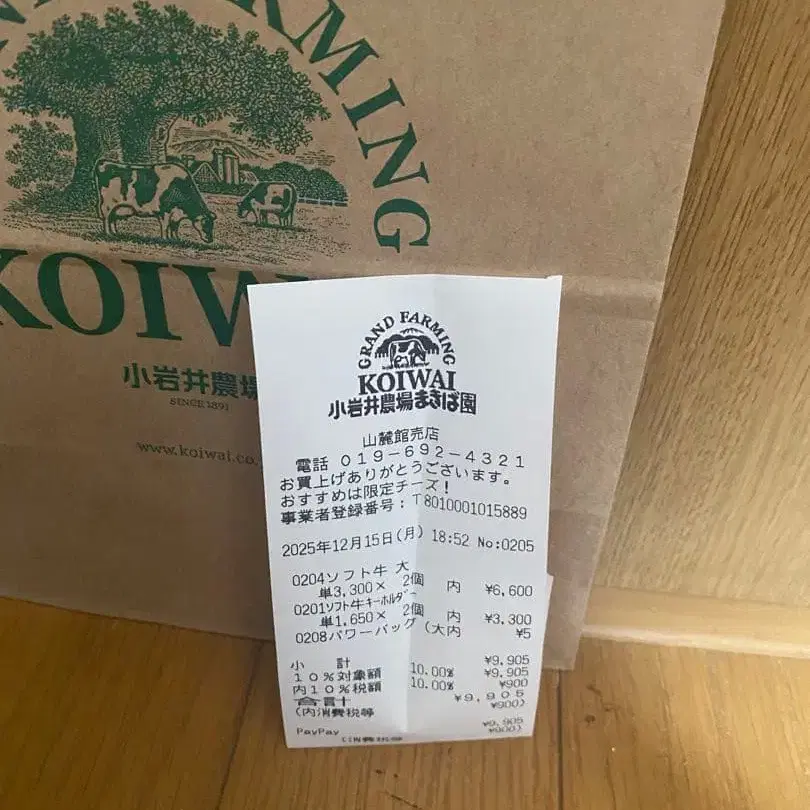 FARMING
KOIWA
小岩井農場
SINCE 1891
www.koiwai.co.
GRAND FARMING
KOIWAI
小岩井農場まきば園
山麓館売店
電話 019-692-4321
お買上げありがとうございます。
おすすめは限定チーズ!
事業者登録番号:T8010001015889
2025年12月15日(月) 18:52 No:0205
0204ソフト牛 大
単3,300× 2個 内 ¥6,600
0201ソフト牛キーホルダー
単1,650× 2個 内 ¥3,300
0208パワーバッグ(大内 ¥5
小 計 ¥9,905
10%対象額 10.00% ¥9,905
内10%税額 10.00% ¥900
合計 ¥9,905
(内消費税等 ¥900)
PayPay ¥9,905
(内消費税等 ¥900)